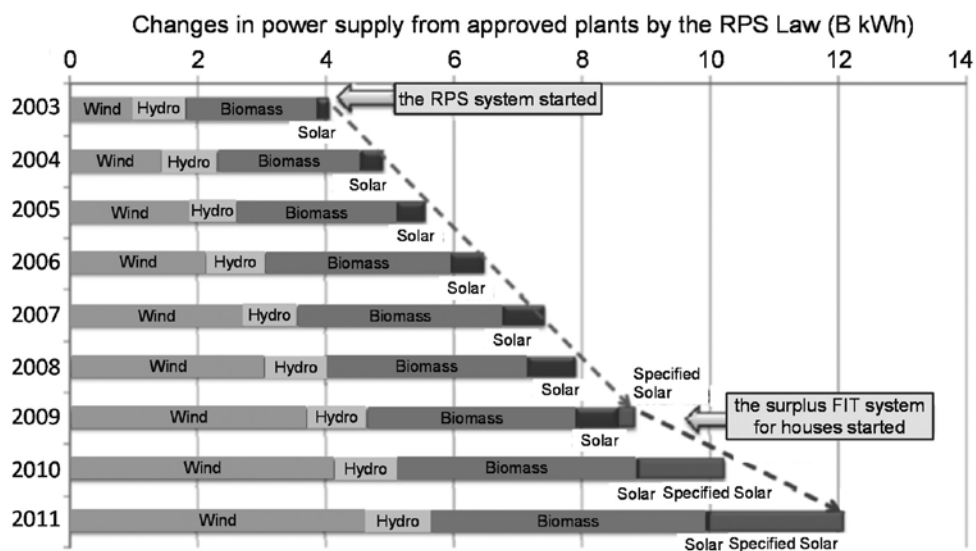 Changes in power supply from approved plants by the RPS Law (B kWh)
0 2 4 6 8 10 12 14
2003 Wind Hydro Biomass
Solar
the RPS system started
2004 Wind Hydro Biomass
Solar
2005 Wind Hydro Biomass
Solar
2006 Wind Hydro Biomass
Solar
2007 Wind Hydro Biomass
Solar
2008 Wind Hydro Biomass
Solar
Specified
Solar
2009 Wind Hydro Biomass
Solar
the surplus FIT system
for houses started
2010 Wind Hydro Biomass
Solar Specified Solar
2011 Wind Hydro Biomass
Solar Specified Solar